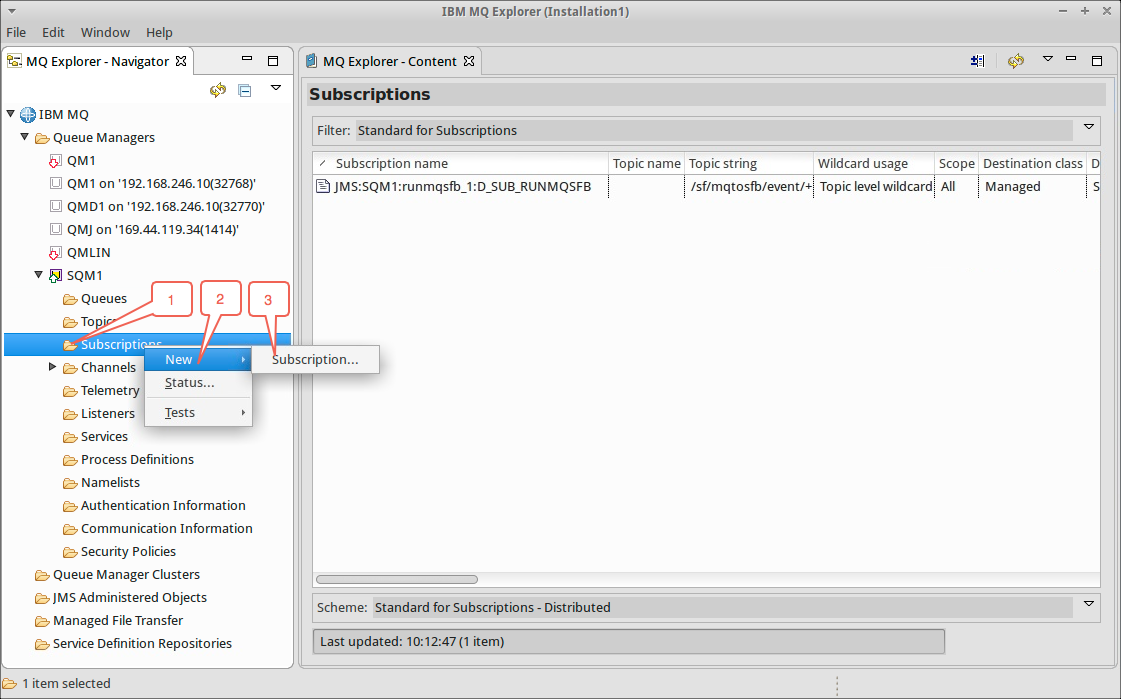 IBM MQ Explorer (Installation1)
File Edit Window Help
MQ Explorer - Navigator
IBM MQ
Queue Managers
QM1
QM1 on '192.168.246.10(32768)'
QMD1 on '192.168.246.10(32770)'
QMJ on '169.44.119.34(1414)'
QMLIN
SQM1
Queues
Topics
Subscriptions
Channels
Telemetry
Listeners
Services
Process Definitions
Namelists
Authentication Information
Communication Information
Security Policies
Queue Manager Clusters
JMS Administered Objects
Managed File Transfer
Service Definition Repositories
1 2 3
New
Status...
Tests
Subscription...
MQ Explorer - Content
Subscriptions
Filter: Standard for Subscriptions
Subscription name Topic name Topic string Wildcard usage Scope Destination class D
JMS:SQM1:runmqsfb_1:D_SUB_RUNMQSFB /sf/mqtosfb/event/+ Topic level wildcard All Managed S
Scheme: Standard for Subscriptions - Distributed
Last updated: 10:12:47 (1 item)
1 item selected